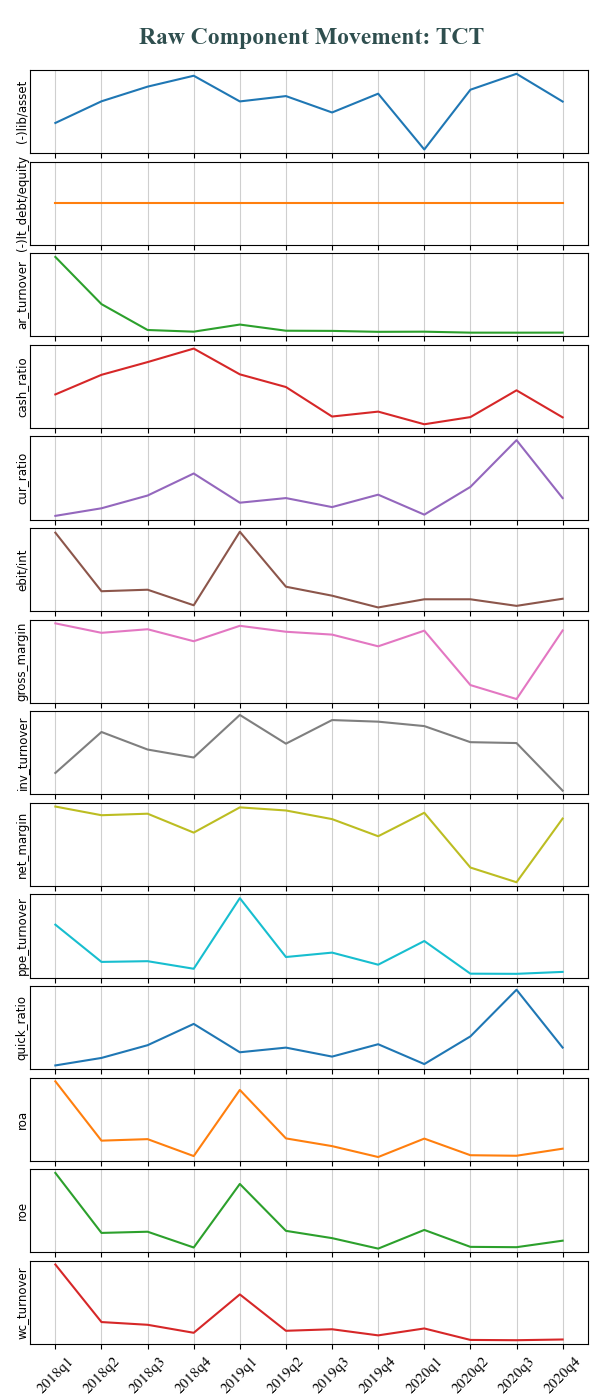 Raw Component Movement: TCT
(-)lib/asset
(-)lt_debt/equity
ar_turnover
cash_ratio
cur_ratio
ebit/int
gross_margin
inv_turnover
net_margin
ppe_turnover
quick_ratio
roa
roe
wc_turnover
2018q1 2018q2 2018q3 2018q4 2019q1 2019q2 2019q3 2019q4 2020q1 2020q2 2020q3 2020q4